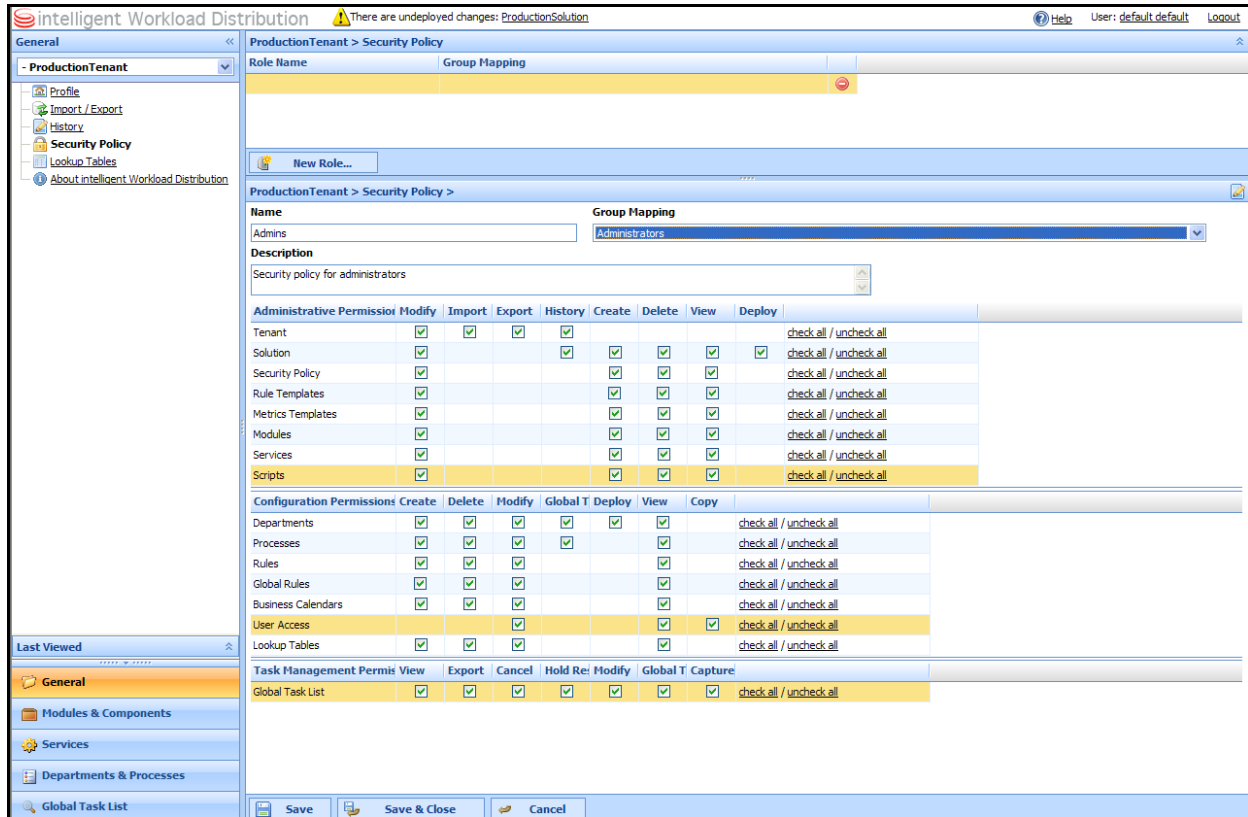 intelligent Workload Distribution
There are undeployed changes: ProductionSolution
Help
User: default default
Logout
General
- ProductionTenant
Profile
Import / Export
History
Security Policy
Lookup Tables
About intelligent Workload Distribution
Last Viewed
General
Modules & Components
Services
Departments & Processes
Global Task List
ProductionTenant > Security Policy
Role Name Group Mapping
New Role...
ProductionTenant > Security Policy >
Name Group Mapping
Admins Administrators
Description
Security policy for administrators
Administrative Permission Modify Import Export History Create Delete View Deploy
Tenant check all / uncheck all
Solution check all / uncheck all
Security Policy check all / uncheck all
Rule Templates check all / uncheck all
Metrics Templates check all / uncheck all
Modules check all / uncheck all
Services check all / uncheck all
Scripts check all / uncheck all
Configuration Permissions Create Delete Modify Global T Deploy View Copy
Departments check all / uncheck all
Processes check all / uncheck all
Rules check all / uncheck all
Global Rules check all / uncheck all
Business Calendars check all / uncheck all
User Access check all / uncheck all
Lookup Tables check all / uncheck all
Task Management Permis View Export Cancel Hold Re: Modify Global T Capture
Global Task List check all / uncheck all
Save Save & Close Cancel